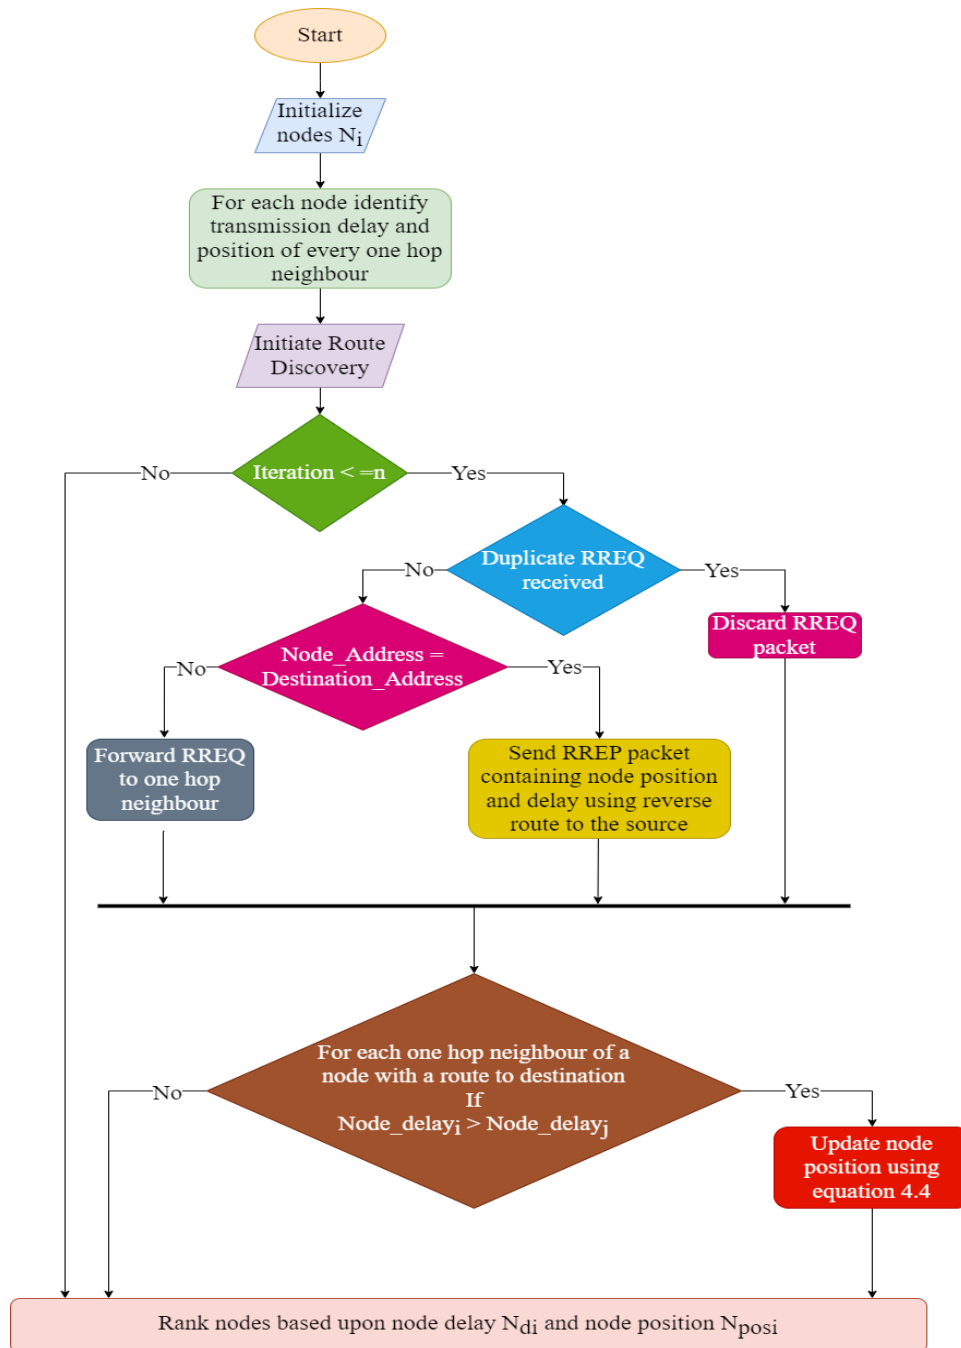 Start
Initialize
nodes Ni
For each node identify
transmission delay and
position of every one hop
neighbour
Initiate Route
Discovery
No
Iteration < =n
Yes
Duplicate RREQ
received
No
Yes
Discard RREQ
packet
Node_Address =
Destination_Address
No
Yes
Forward RREQ
to one hop
neighbour
Send RREP packet
containing node position
and delay using reverse
route to the source
For each one hop neighbour of a
node with a route to destination
If
Node_delayi > Node_delayj
No
Yes
Update node
position using
equation 4.4
Rank nodes based upon node delay Ndi and node position Nposi